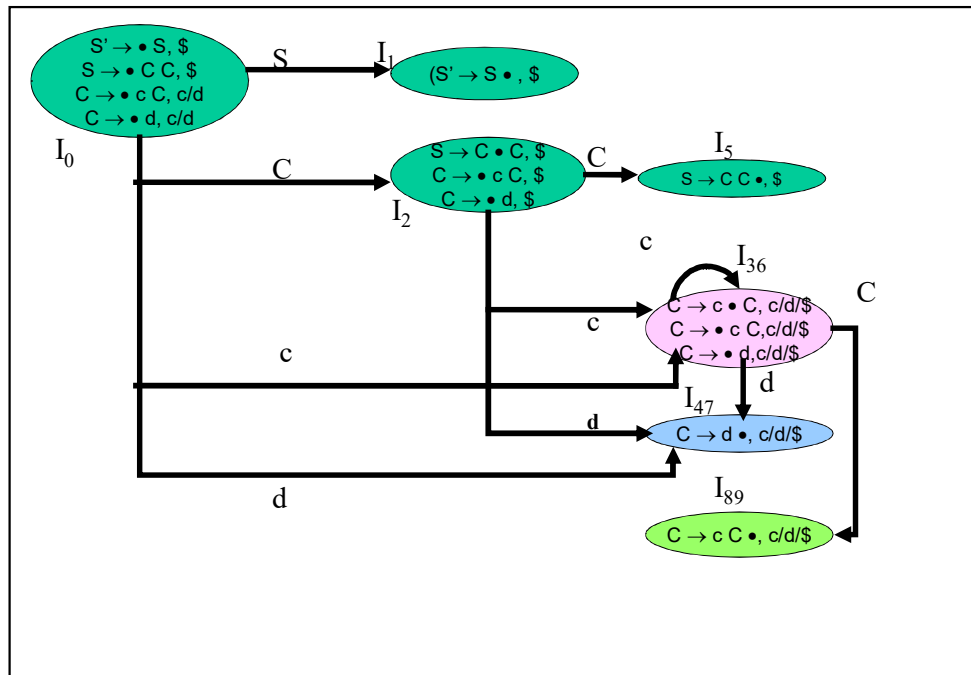 S' → • S, $
S → • C C, $
C → • c C, c/d
C → • d, c/d
I0
S
I1
(S' → S • , $
C
S → C • C, $
C → • c C, $
C → • d, $
I2
C
I5
S → C C •, $
c
I36
C → c • C, c/d/$
C → • c C,c/d/$
C → • d,c/d/$
C
c
c
d
I47
C → d •, c/d/$
d
d
I89
C → c C •, c/d/$